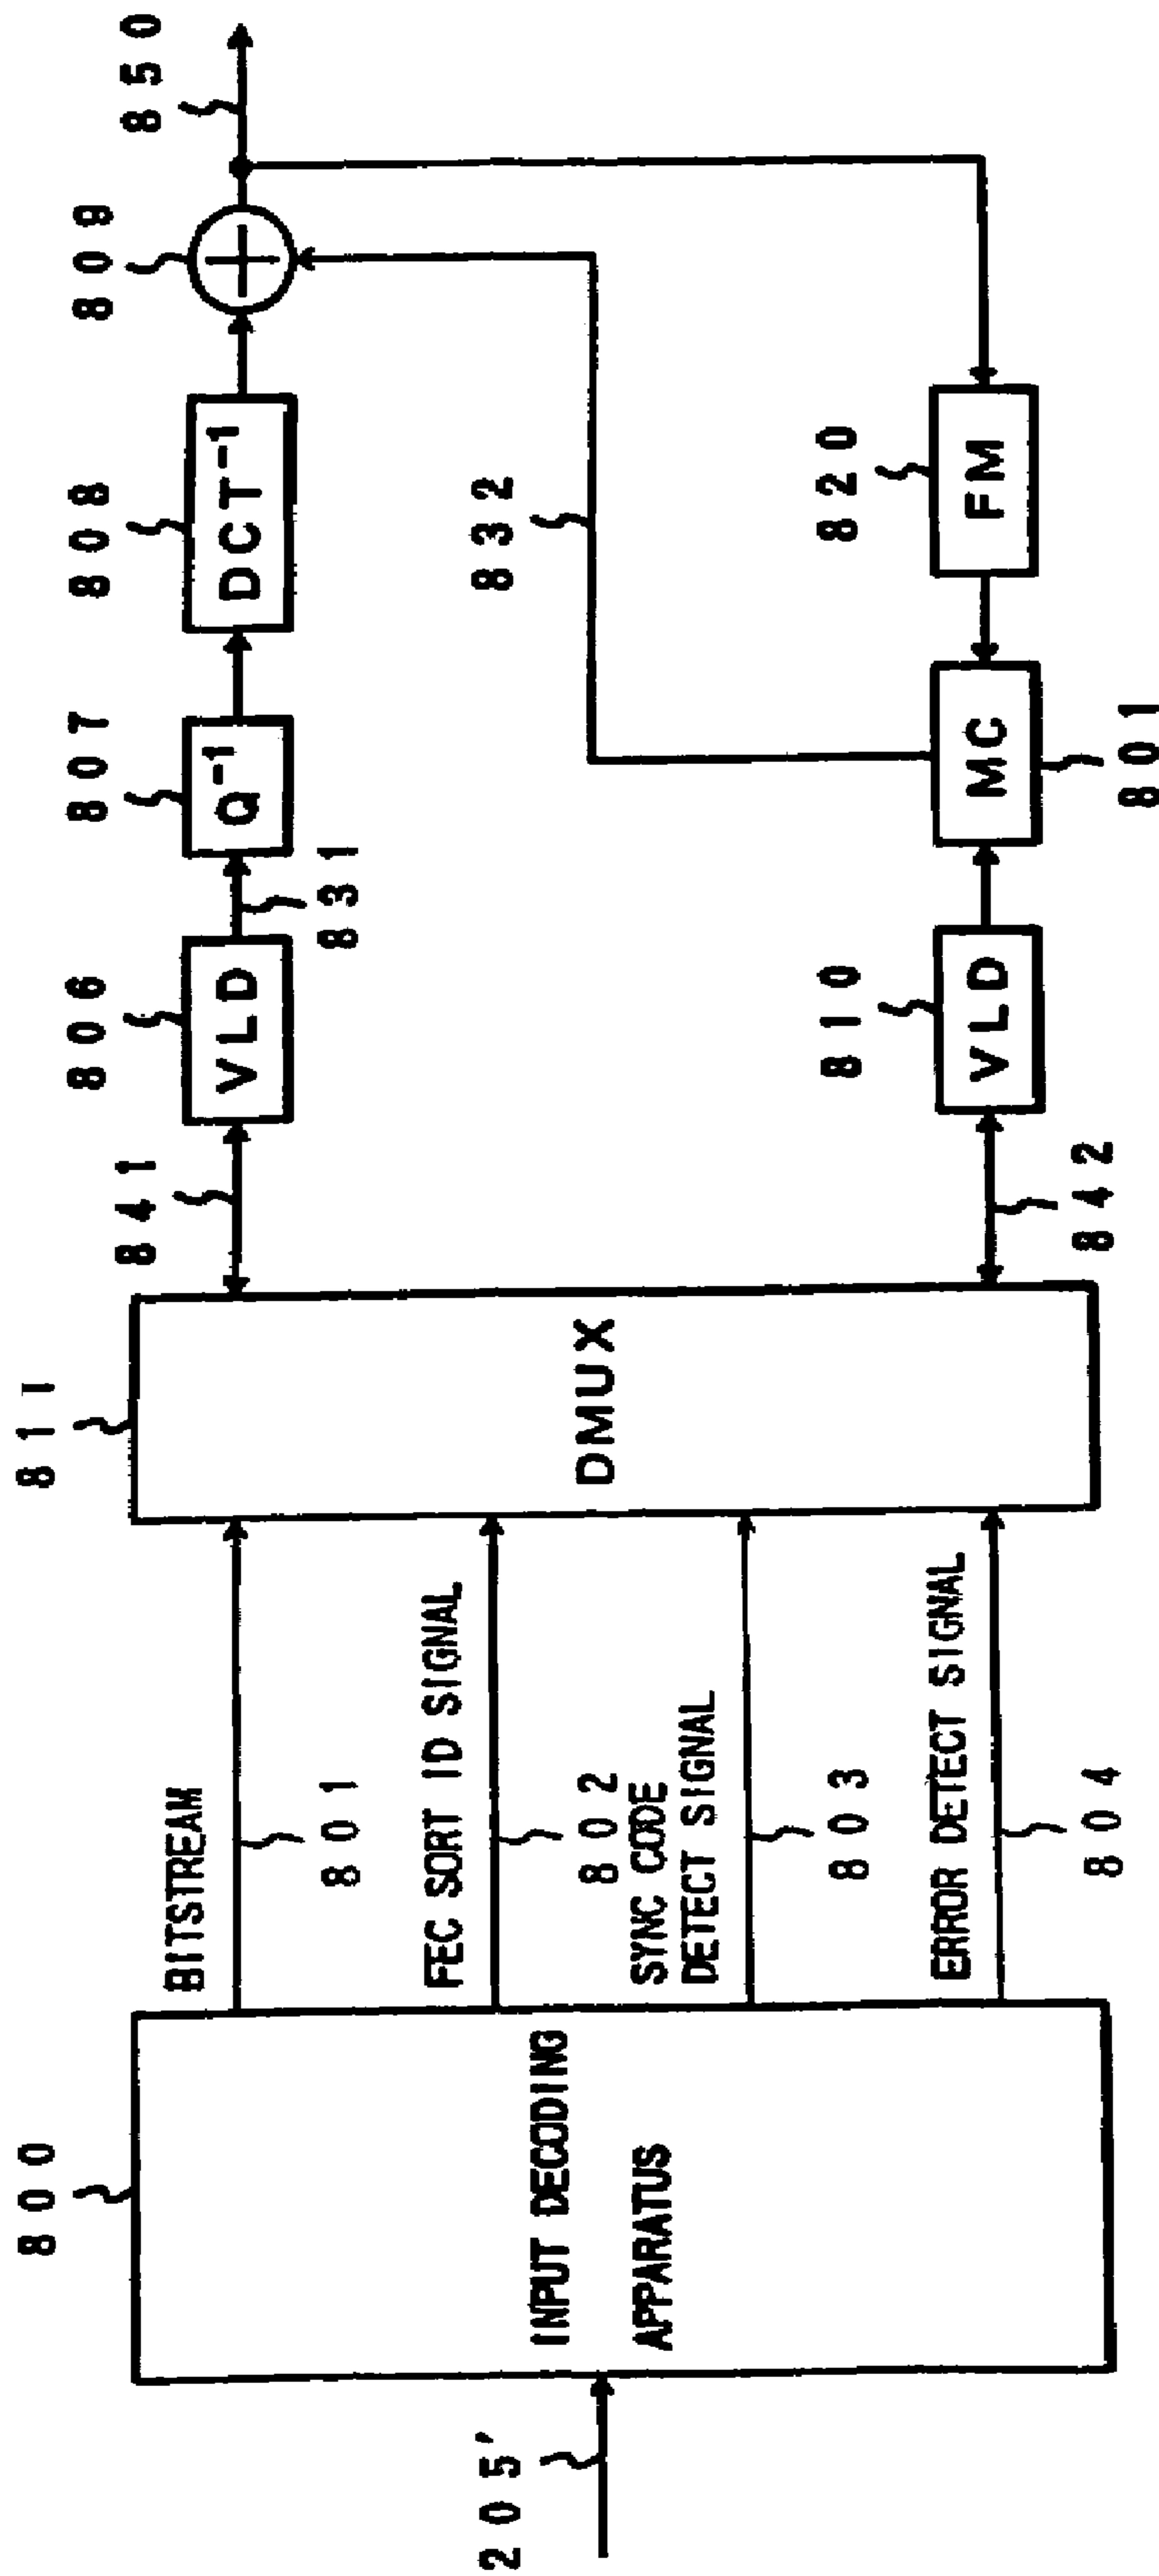 205'
800
INPUT DECODING
APPARATUS
BITSTREAM
801
FEC SORT ID SIGNAL
802
SYNC CODE
DETECT SIGNAL
803
ERROR DETECT SIGNAL
804
811
DMUX
841
842
806
VLD
831
807
Q⁻¹
808
DCT⁻¹
809
+
850
832
810
VLD
MC
801
820
FM